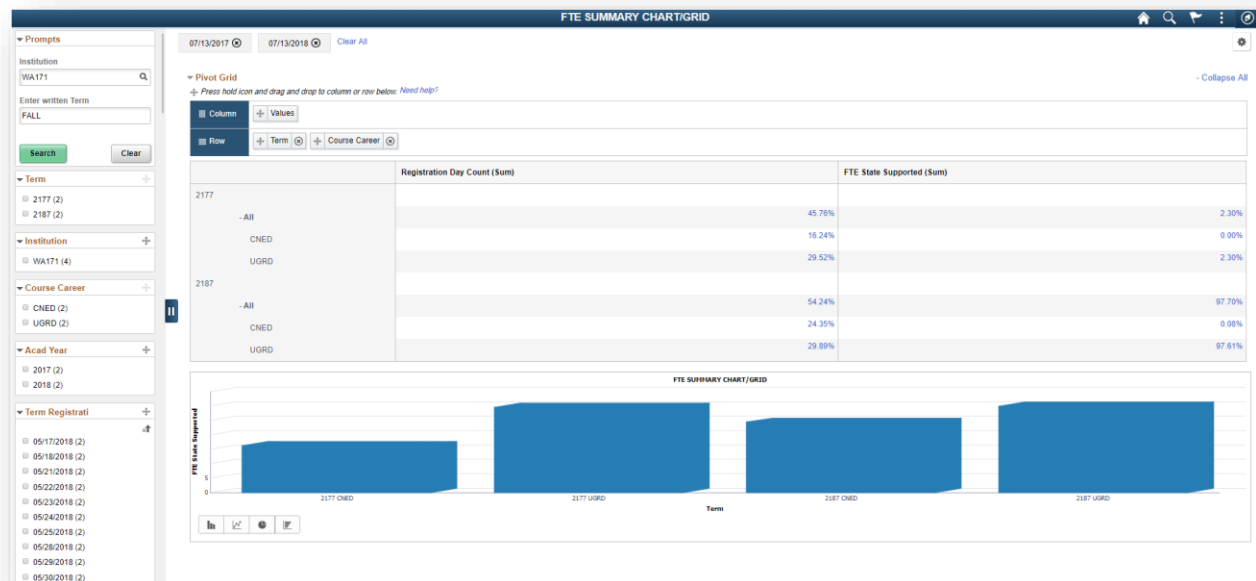 FTE SUMMARY CHART/GRID
Prompts
Institution
WA171
Enter written Term
FALL
Search Clear
Term
2177 (2)
2187 (2)
Institution
WA171 (4)
Course Career
CNED (2)
UGRD (2)
Acad Year
2017 (2)
2018 (2)
Term Registrati
05/17/2018 (2)
05/18/2018 (2)
05/21/2018 (2)
05/22/2018 (2)
05/23/2018 (2)
05/24/2018 (2)
05/25/2018 (2)
05/28/2018 (2)
05/29/2018 (2)
05/30/2018 (2)
07/13/2017 07/13/2018 Clear All
Pivot Grid - Collapse All
Press hold icon and drag and drop to column or row below. Need help?
Column Values
Row Term Course Career
Registration Day Count (Sum) FTE State Supported (Sum)
2177
- All 45.76% 2.30%
CNED 16.24% 0.00%
UGRD 29.52% 2.30%
2187
- All 54.24% 97.70%
CNED 24.35% 0.08%
UGRD 29.89% 97.61%
FTE SUMMARY CHART/GRID
FTE State Supported
5
0
2177 CNED 2177 UGRD 2187 CNED 2187 UGRD
Term